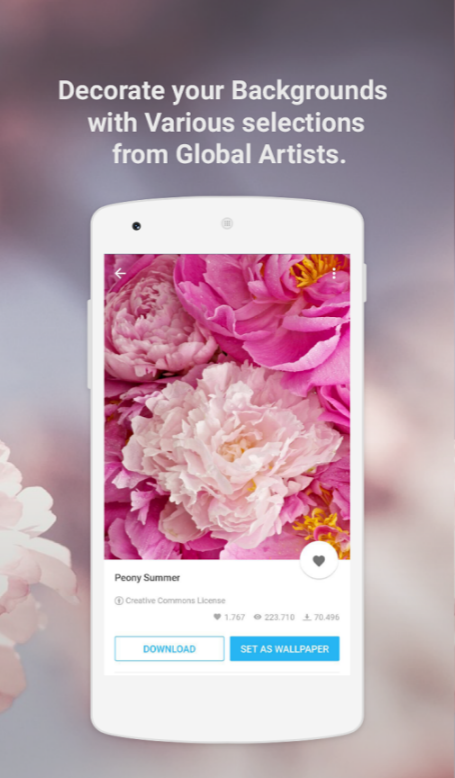 Decorate your Backgrounds
with Various selections
from Global Artists.
Peony Summer
Creative Commons License
1.767 223.710 70.496
DOWNLOAD SET AS WALLPAPER